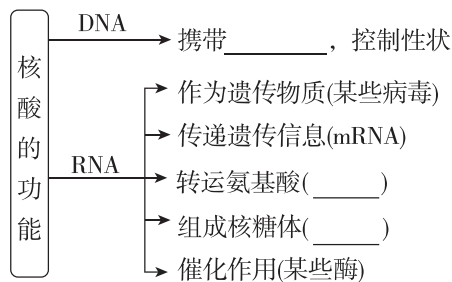 核酸的功能
DNA
携带________，控制性状
RNA
作为遗传物质(某些病毒)
传递遗传信息(mRNA)
转运氨基酸(______)
组成核糖体(______)
催化作用(某些酶)